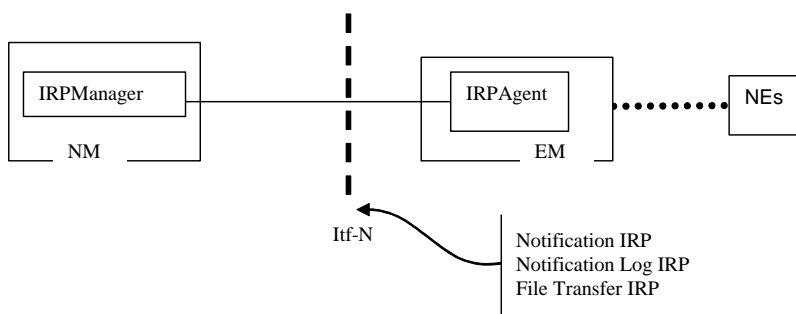 IRPManager
IRPAgent
NEs
NM
EM
Itf-N
Notification IRP
Notification Log IRP
File Transfer IRP